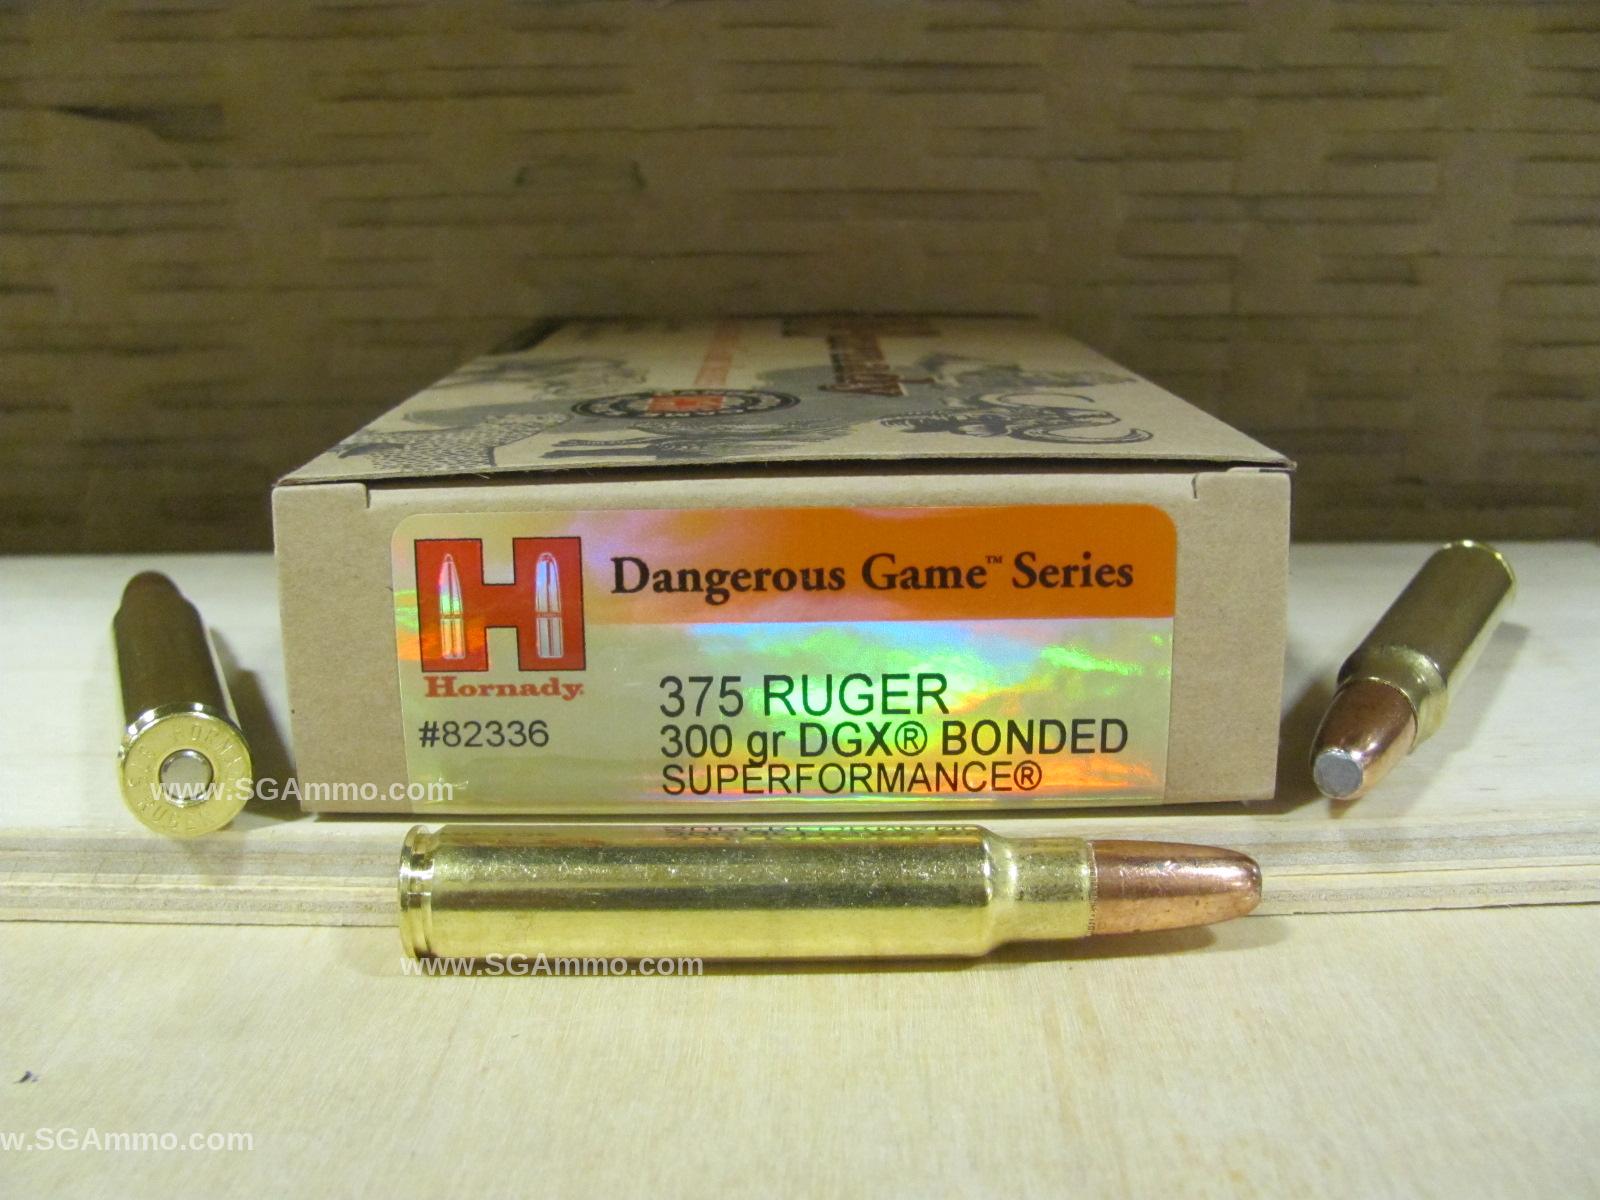 Dangerous Game™ Series
Hornady
#82336
375 RUGER
300 gr DGX® BONDED
SUPERFORMANCE®
www.SGAmmo.com
www.SGAmmo.com
w.SGAmmo.com